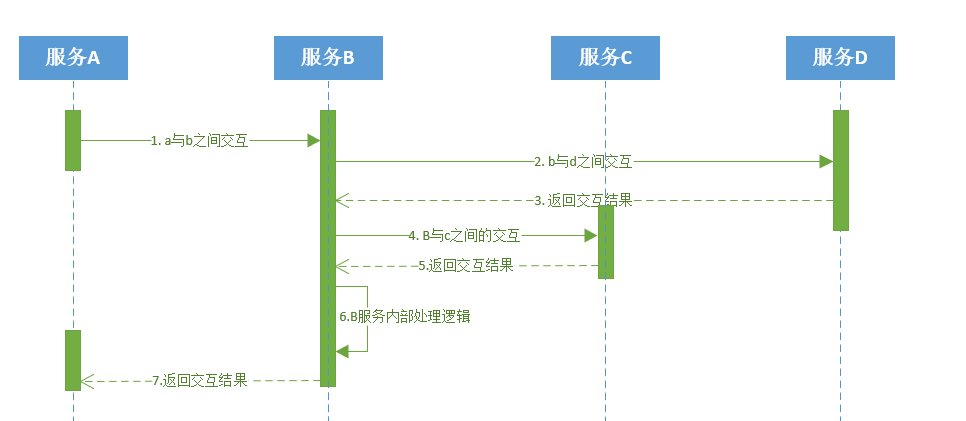 服务A
服务B
服务C
服务D
1. a与b之间交互
2. b与d之间交互
3. 返回交互结果
4. B与c之间的交互
5.返回交互结果
6.B服务内部处理逻辑
7.返回交互结果